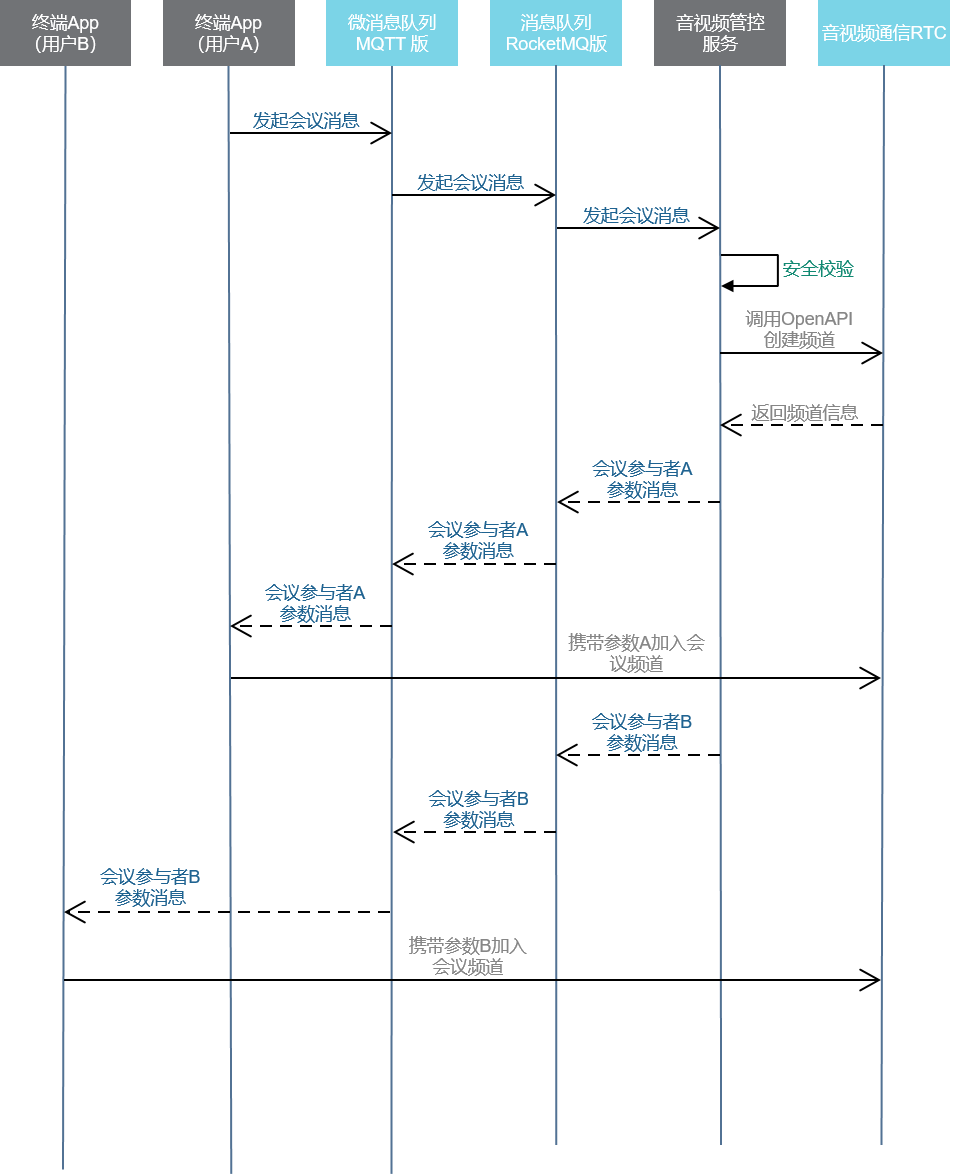 终端App
（用户B）
终端App
（用户A）
微消息队列
MQTT 版
消息队列
RocketMQ版
音视频管控
服务
音视频通信RTC
发起会议消息
发起会议消息
发起会议消息
安全校验
调用OpenAPI
创建频道
返回频道信息
会议参与者A
参数消息
会议参与者A
参数消息
会议参与者A
参数消息
携带参数A加入会
议频道
会议参与者B
参数消息
会议参与者B
参数消息
会议参与者B
参数消息
携带参数B加入
会议频道